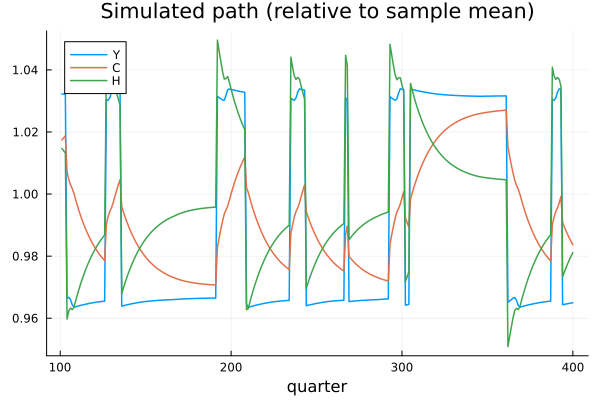 Simulated path (relative to sample mean)
Y
C
H
1.04
1.02
1.00
0.98
0.96
100 200 300 400
quarter